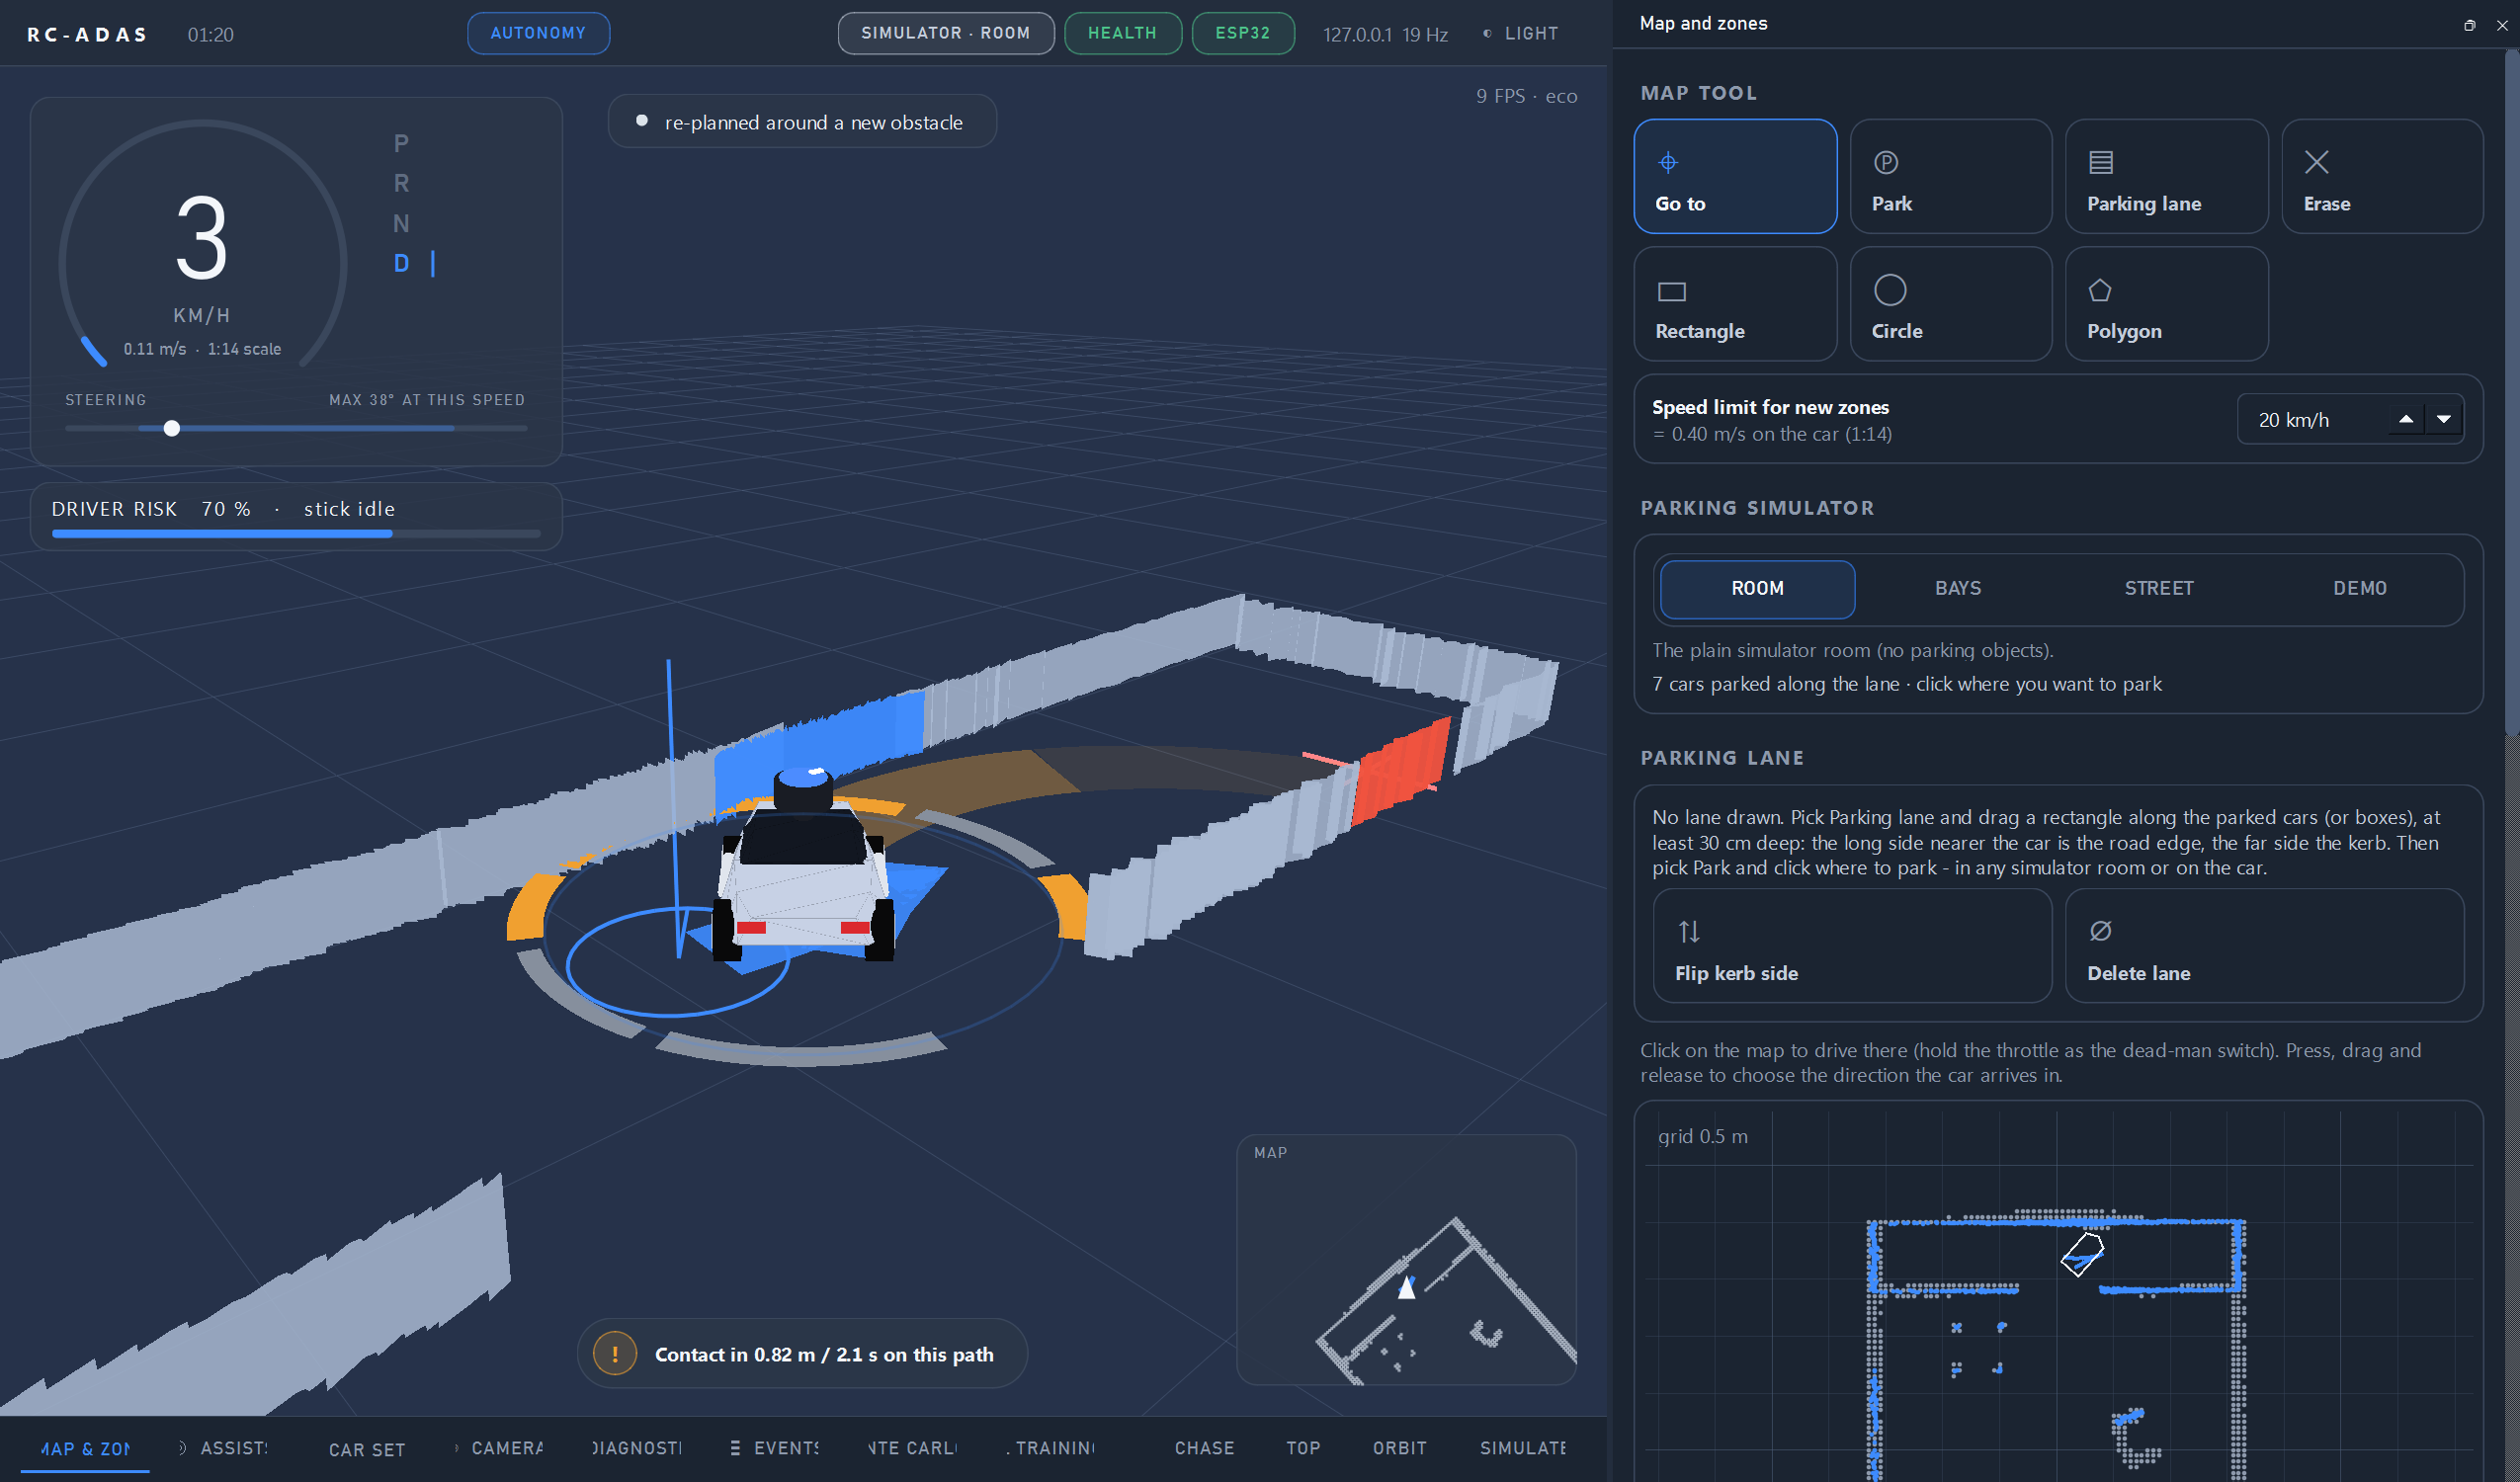 RC-ADAS
01:20
AUTONOMY
SIMULATOR · ROOM
HEALTH
ESP32
127.0.0.1 19 Hz
LIGHT
Map and zones
9 FPS · eco
re-planned around a new obstacle
P
R
N
D
3
KM/H
0.11 m/s · 1:14 scale
STEERING
MAX 38° AT THIS SPEED
DRIVER RISK 70 % · stick idle
MAP
Contact in 0.82 m / 2.1 s on this path
MAP & ZON
ASSIST
CAR SET
CAMERA
DIAGNOSTI
EVENTS
NTE CARL
. TRAINING
CHASE
TOP
ORBIT
SIMULATE
MAP TOOL
Go to
Park
Parking lane
Erase
Rectangle
Circle
Polygon
Speed limit for new zones
= 0.40 m/s on the car (1:14)
20 km/h
PARKING SIMULATOR
ROOM
BAYS
STREET
DEMO
The plain simulator room (no parking objects).
7 cars parked along the lane · click where you want to park
PARKING LANE
No lane drawn. Pick Parking lane and drag a rectangle along the parked cars (or boxes), at
least 30 cm deep: the long side nearer the car is the road edge, the far side the kerb. Then
pick Park and click where to park - in any simulator room or on the car.
Flip kerb side
Delete lane
Click on the map to drive there (hold the throttle as the dead-man switch). Press, drag and
release to choose the direction the car arrives in.
grid 0.5 m